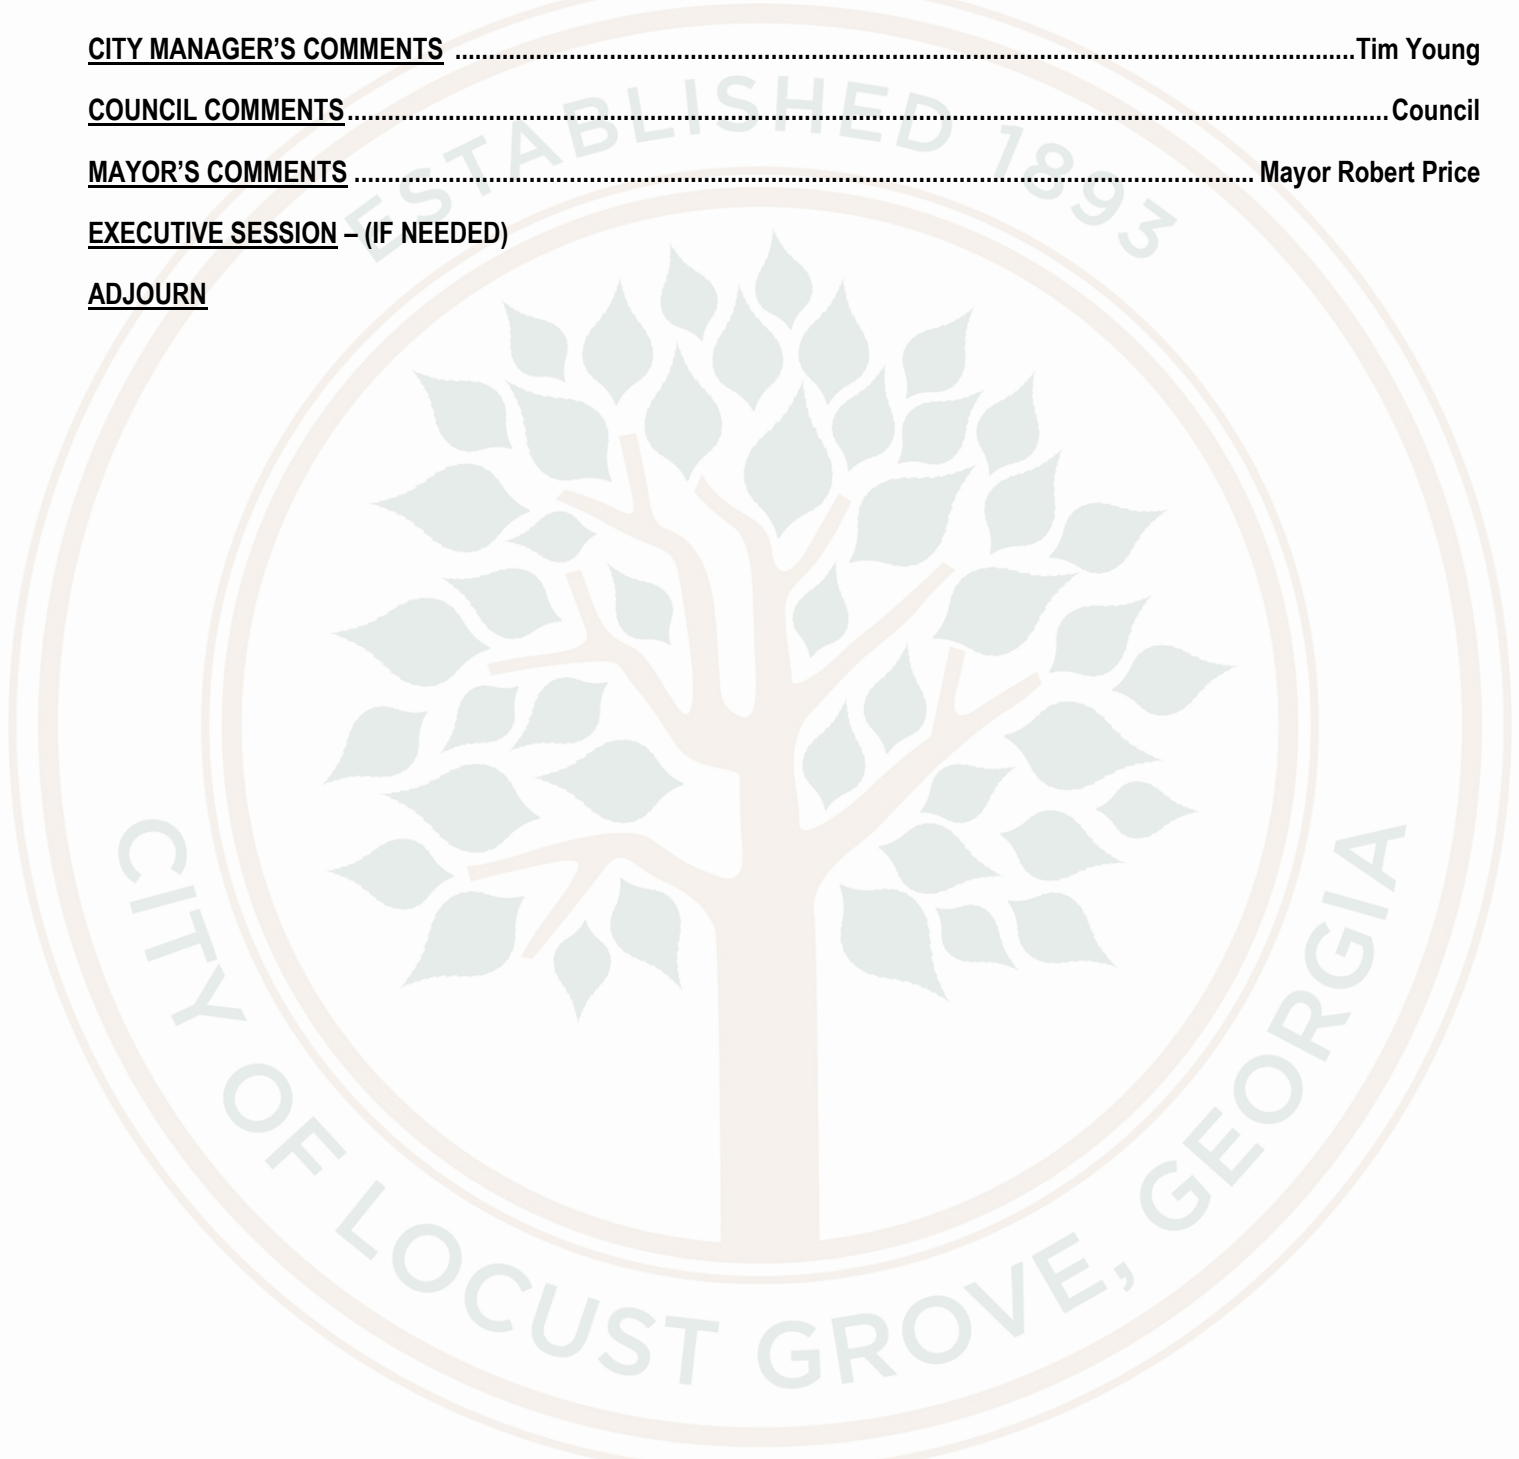 CITY MANAGER’S COMMENTS ........................................................................................................................................Tim Young
COUNCIL COMMENTS.............................................................................................................................................................Council
MAYOR’S COMMENTS ........................................................................................................................................ Mayor Robert Price
EXECUTIVE SESSION – (IF NEEDED)
ADJOURN
ESTABLISHED 1893
CITY OF LOCUST GROVE, GEORGIA